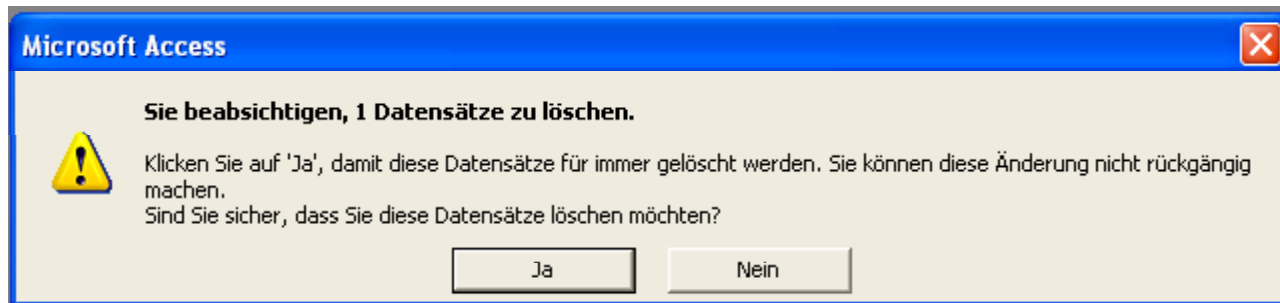 Microsoft Access
Sie beabsichtigen, 1 Datensätze zu löschen.
Klicken Sie auf 'Ja', damit diese Datensätze für immer gelöscht werden. Sie können diese Änderung nicht rückgängig
machen.
Sind Sie sicher, dass Sie diese Datensätze löschen möchten?
Ja
Nein